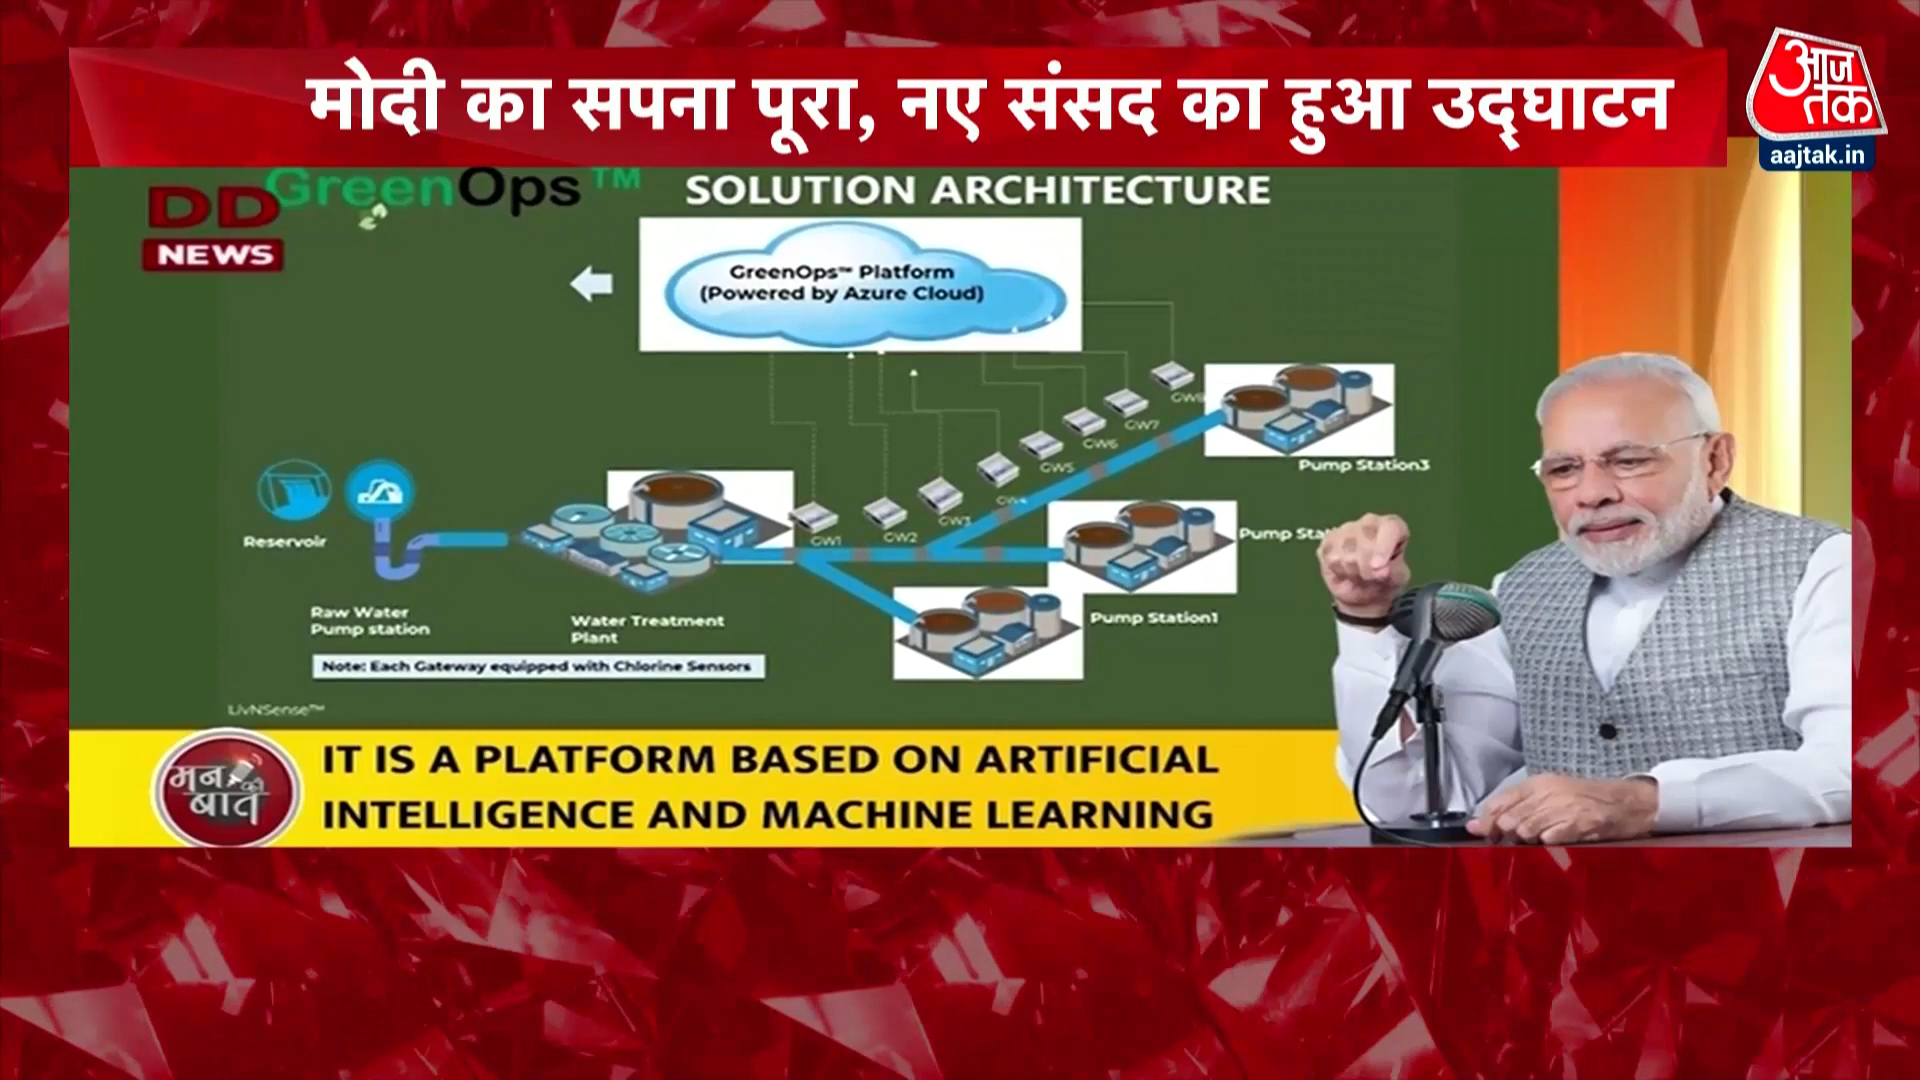 मोदी का सपना पूरा, नए संसद का हुआ उद्घाटन
आज तक
aajtak.in
DD NEWS
GreenOps™
SOLUTION ARCHITECTURE
GreenOps™ Platform
(Powered by Azure Cloud)
GW8
GW7
GW6
GW5
GW4
GW3
GW2
GW1
Pump Station3
Pump Sta
Pump Station1
Reservoir
Raw Water
Pump station
Water Treatment
Plant
Note: Each Gateway equipped with Chlorine Sensors
LivNSense™
मन की बात
IT IS A PLATFORM BASED ON ARTIFICIAL
INTELLIGENCE AND MACHINE LEARNING